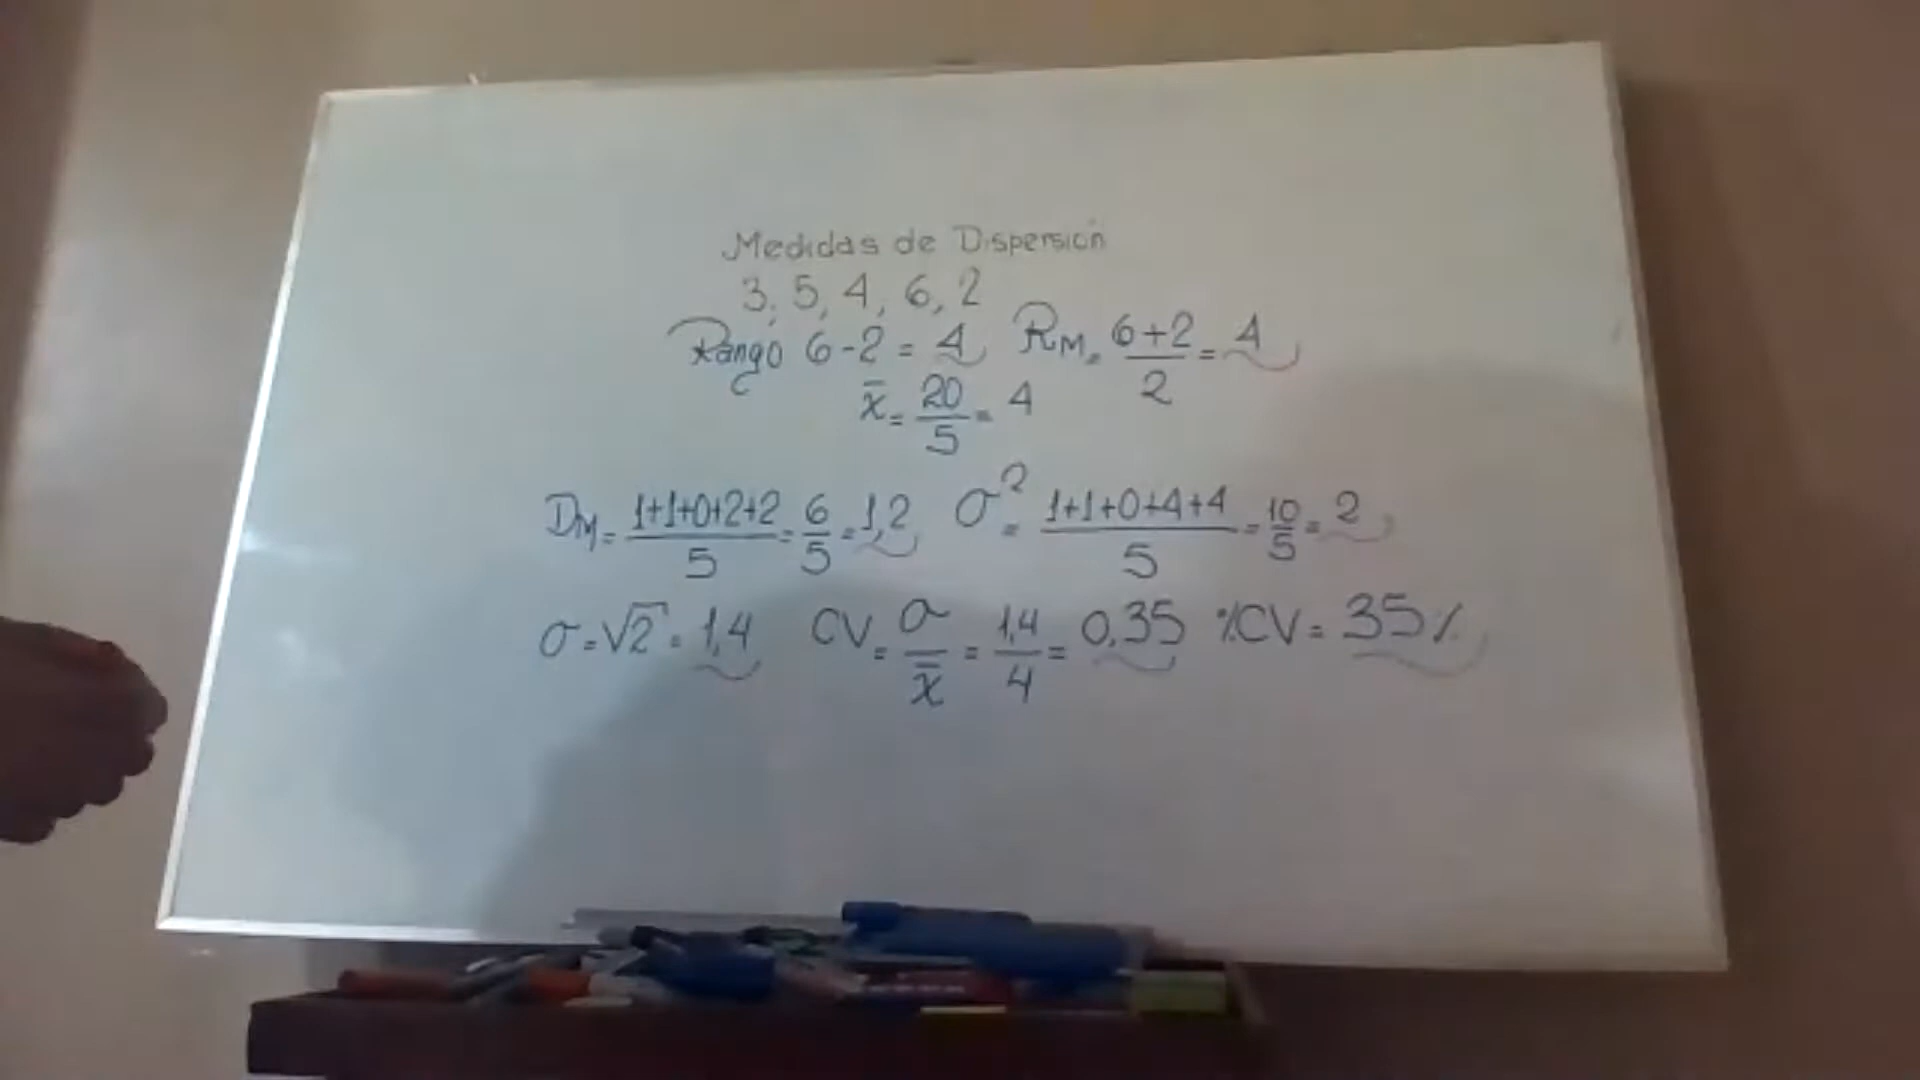 Medidas de Dispersión
3, 5, 4, 6, 2
Rango 6-2 = 4 RM = 6+2/2 = 4
x̄ = 20/5 = 4
DM = 1+1+0+2+2/5 = 6/5 = 1,2 σ² = 1+1+0+4+4/5 = 10/5 = 2
σ = √2 = 1,4 CV = σ/x̄ = 1,4/4 = 0,35 %CV = 35%